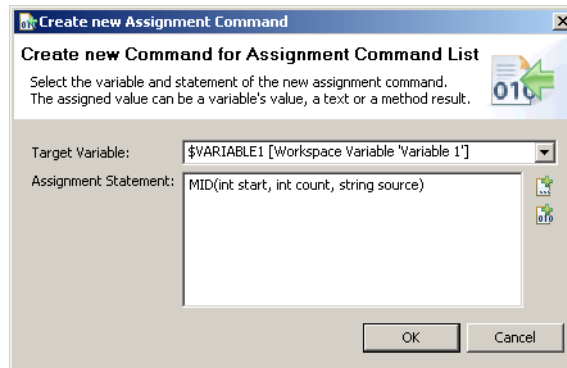 Create new Assignment Command
Create new Command for Assignment Command List
Select the variable and statement of the new assignment command.
The assigned value can be a variable's value, a text or a method result.
010
Target Variable: $VARIABLE1 [Workspace Variable 'Variable 1']
Assignment Statement: MID(int start, int count, string source)
010
OK Cancel